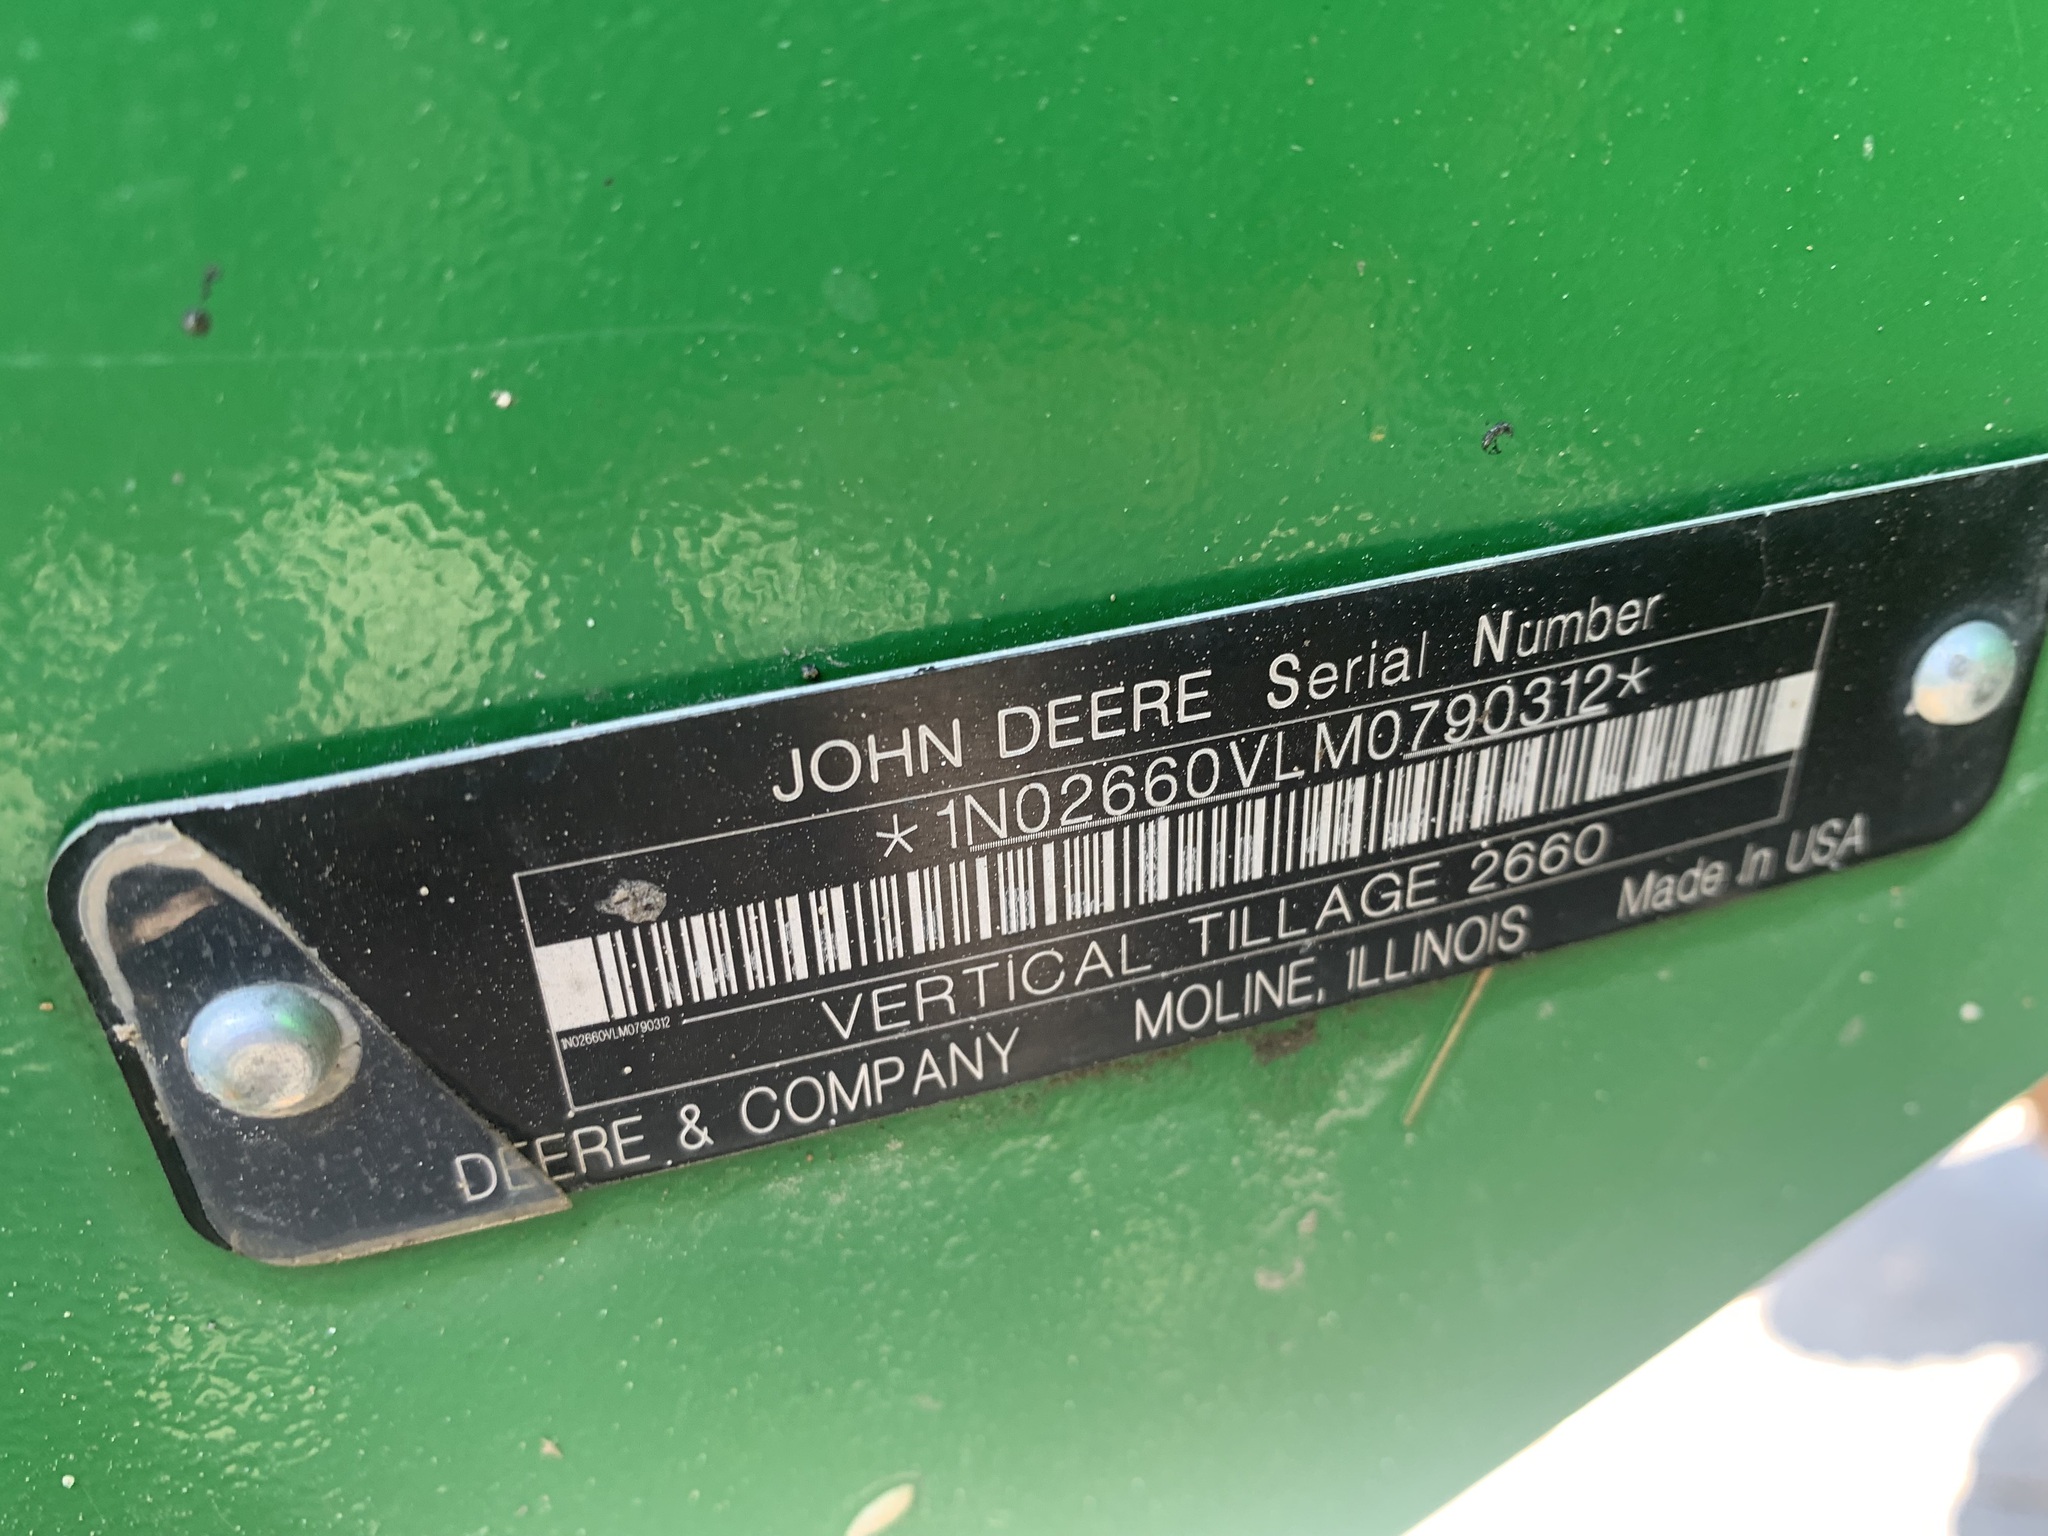 JOHN DEERE Serial Number
*1N02660VLM0790312*
1N02660VLM0790312
VERTICAL TILLAGE 2660
DEERE & COMPANY MOLINE, ILLINOIS Made In USA